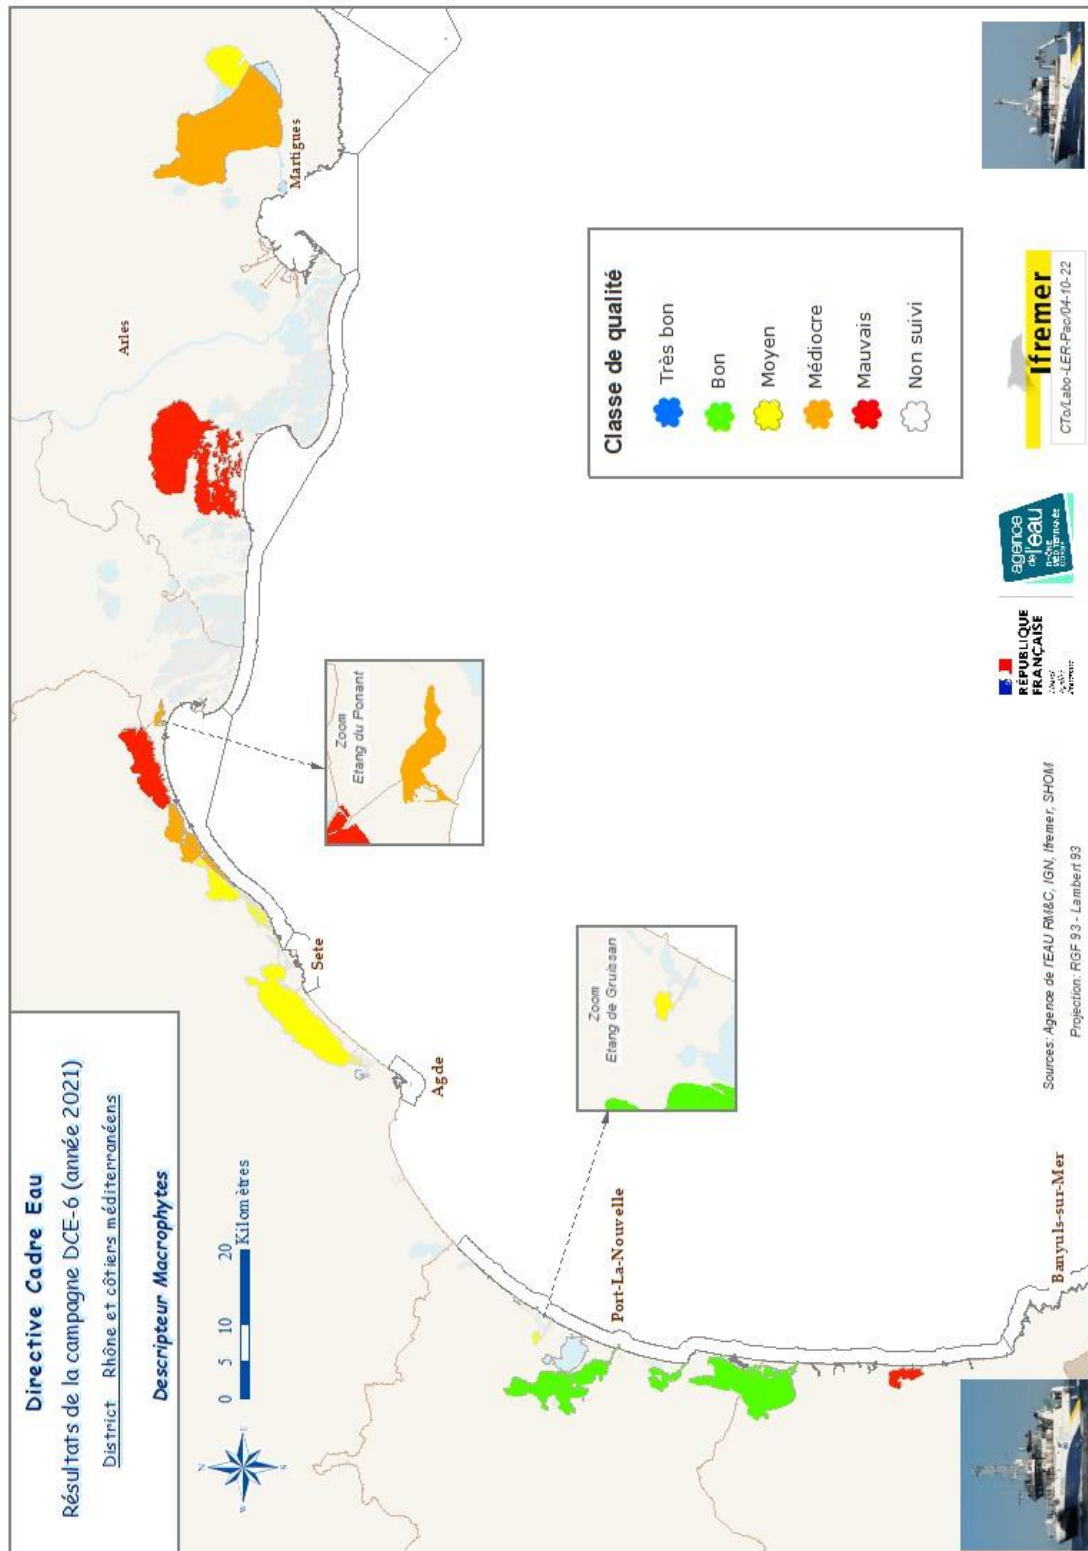 Directive Cadre Eau
Résultats de la campagne DCE-6 (année 2021)
District Rhône et côtiers méditerranéens
Descripteur Macrophytes
0 5 10 20
Kilomètres
N
W E
S
Arles
Martigues
Sete
Agde
Port-La-Nouvelle
Banyuls-sur-Mer
Zoom
Etang du Ponant
Zoom
Etang de Gruissan
Classe de qualité
Très bon
Bon
Moyen
Médiocre
Mauvais
Non suivi
Sources: Agence de l'EAU RM&C, IGN, Ifremer, SHOM
Projection: RGF 93 - Lambert 93
RÉPUBLIQUE
FRANÇAISE
agence
de l'eau
RHÔNE
MÉDITERRANÉE
CORSE
Ifremer
CTo/Labo-LER-Pac/04-10-22